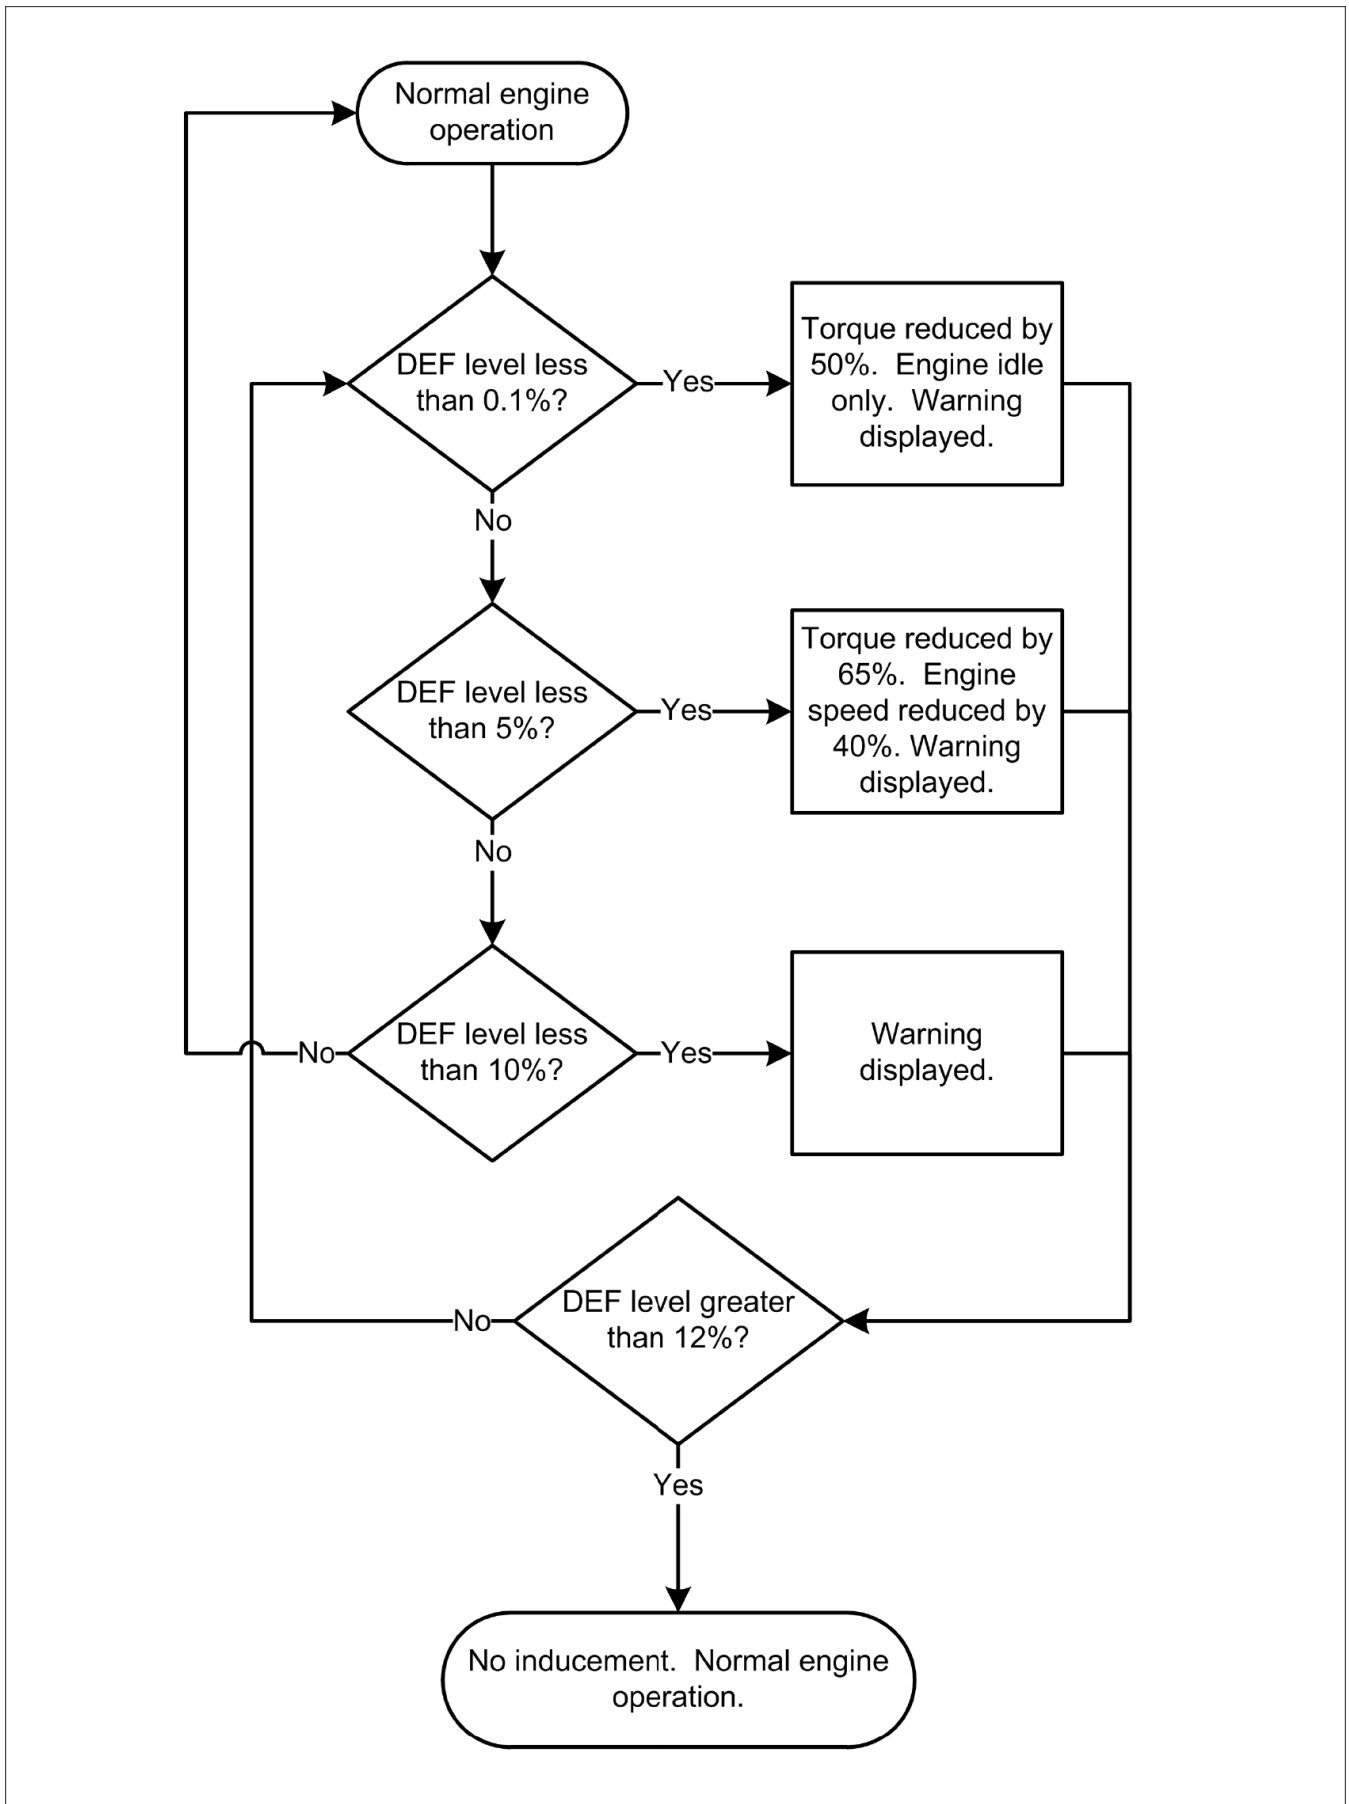 Normal engine
operation
DEF level less
than 0.1%?
Yes
Torque reduced by
50%.  Engine idle
only.  Warning
displayed.
No
DEF level less
than 5%?
Yes
Torque reduced by
65%.  Engine
speed reduced by
40%. Warning
displayed.
No
DEF level less
than 10%?
No
Yes
Warning
displayed.
DEF level greater
than 12%?
No
Yes
No inducement.  Normal engine
operation.